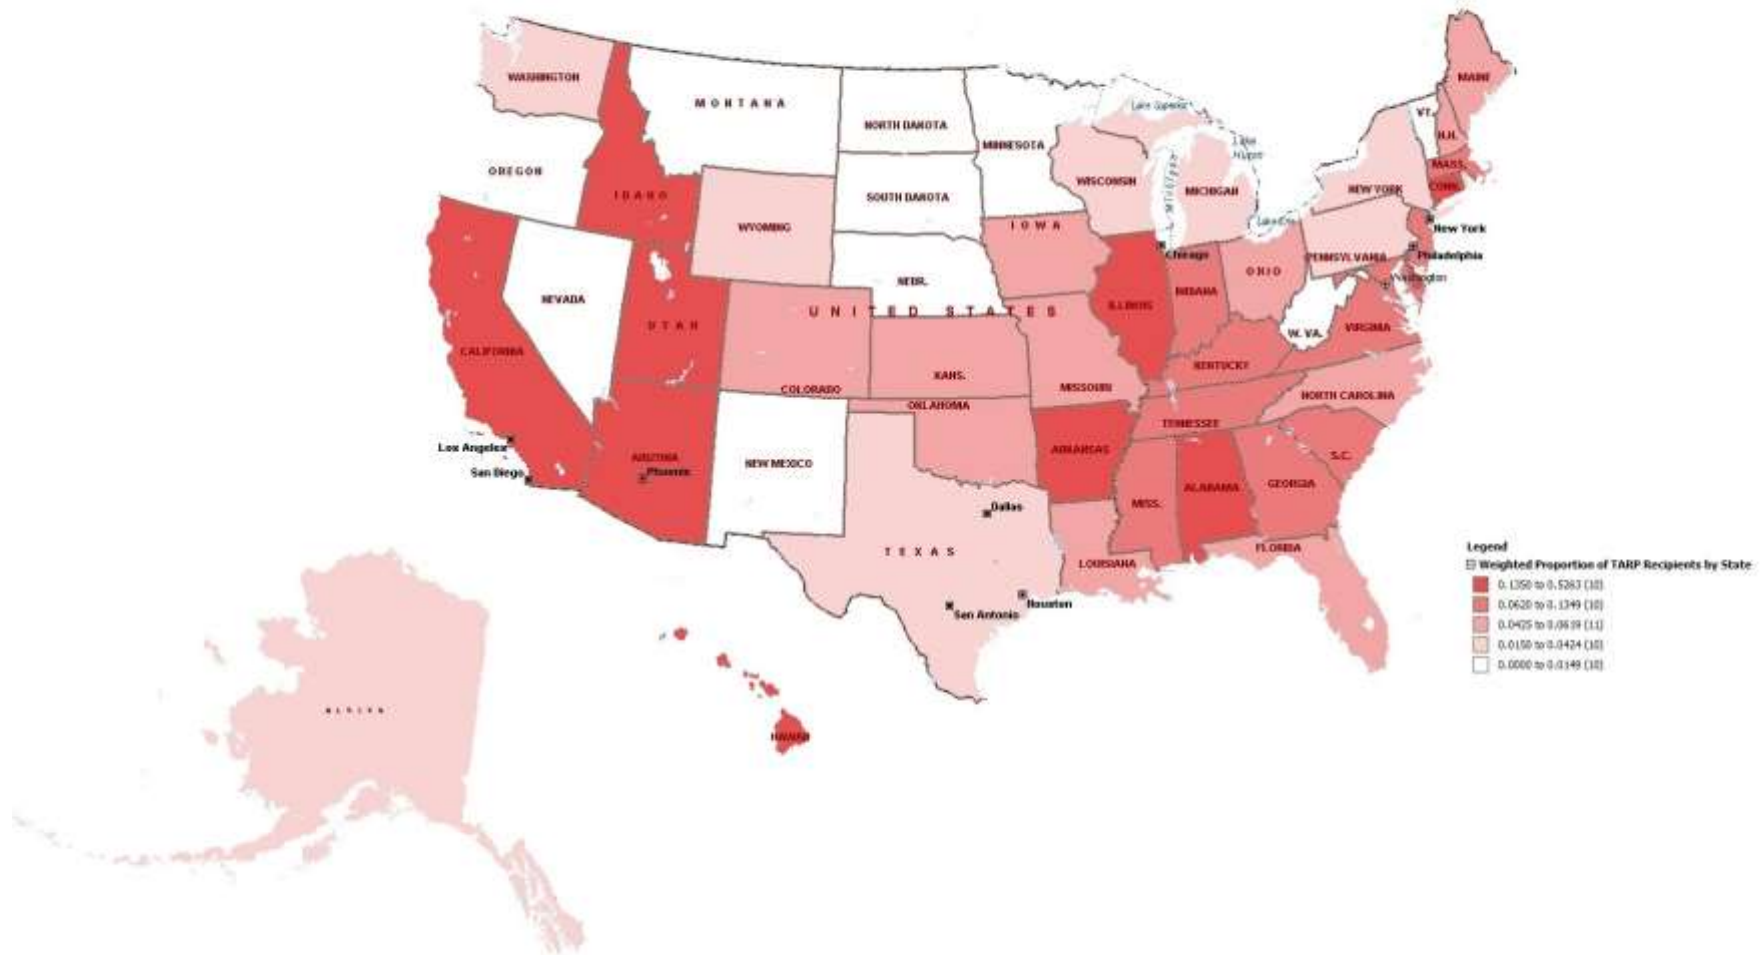 WASHINGTON
MONTANA
NORTH DAKOTA
MINNESOTA
Lake Superior
Lake
VT.
MAINE
N.H.
MASS.
CONN.
OREGON
IDAHO
SOUTH DAKOTA
WISCONSIN
MICHIGAN
NEW YORK
New York
WYOMING
IOWA
Chicago
OHIO
PENNSYLVANIA
Philadelphia
Washington
NEVADA
NEBR.
UNITED STATES
ILLINOIS
INDIANA
W. VA.
VIRGINIA
CALIFORNIA
UTAH
COLORADO
KANS.
MISSOURI
KENTUCKY
NORTH CAROLINA
OKLAHOMA
TENNESSEE
Los Angeles
San Diego
ARIZONA
Phoenix
NEW MEXICO
ARKANSAS
MISS.
ALABAMA
GEORGIA
S.C.
Dallas
TEXAS
LOUISIANA
FLORIDA
San Antonio
Houston
ALASKA
HAWAII
Legend
Weighted Proportion of TARP Recipients by State
0.1350 to 0.5263 (10)
0.0620 to 0.1349 (10)
0.0425 to 0.0619 (11)
0.0150 to 0.0424 (10)
0.0000 to 0.0149 (10)